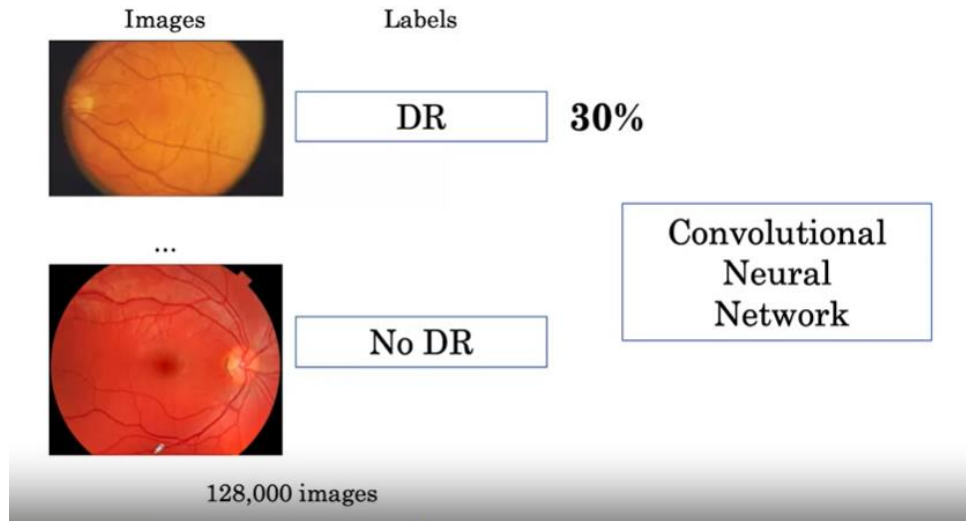 Images
Labels
DR
30%
...
Convolutional
Neural
Network
No DR
128,000 images